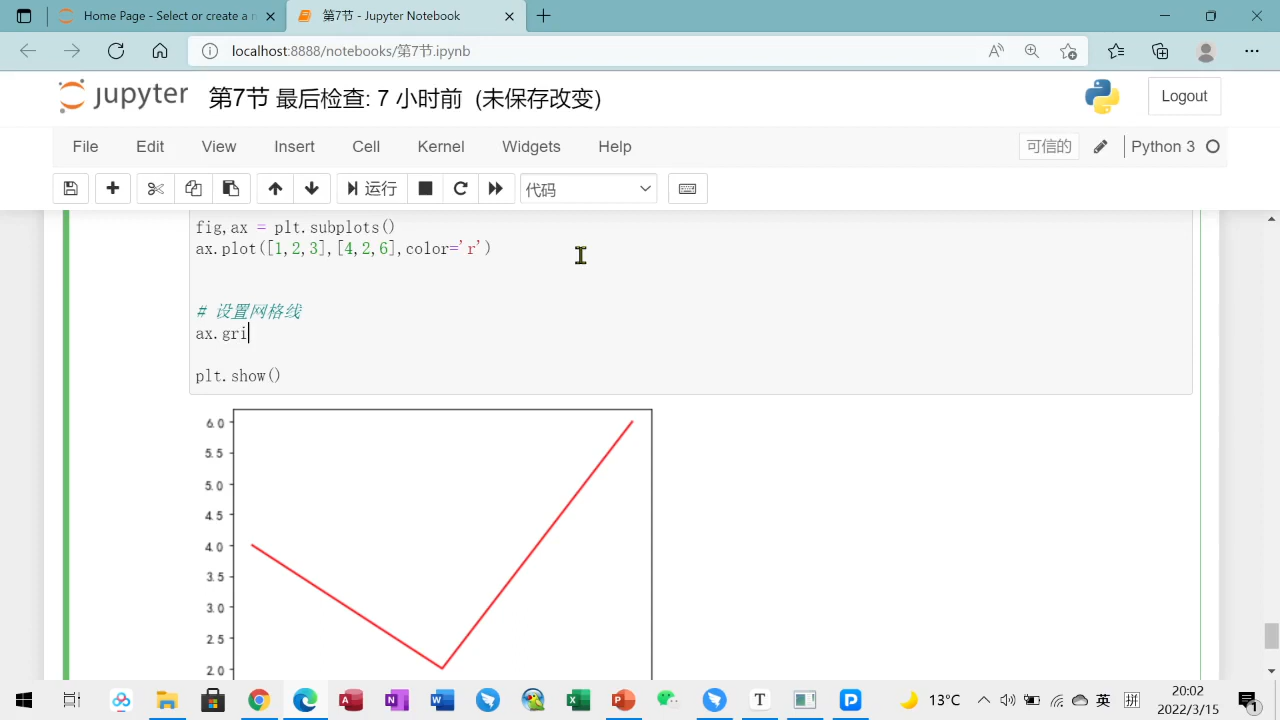 Home Page - Select or create a n
第7节 - Jupyter Notebook
localhost:8888/notebooks/第7节.ipynb
jupyter 第7节 最后检查: 7 小时前 (未保存改变)
Logout
File Edit View Insert Cell Kernel Widgets Help
可信的 Python 3
运行 代码
fig,ax = plt.subplots()
ax.plot([1,2,3],[4,2,6],color='r')
# 设置网格线
ax.gri
plt.show()
6.0
5.5
5.0
4.5
4.0
3.5
3.0
2.5
2.0
13°C 英 拼
20:02
2022/3/15
1